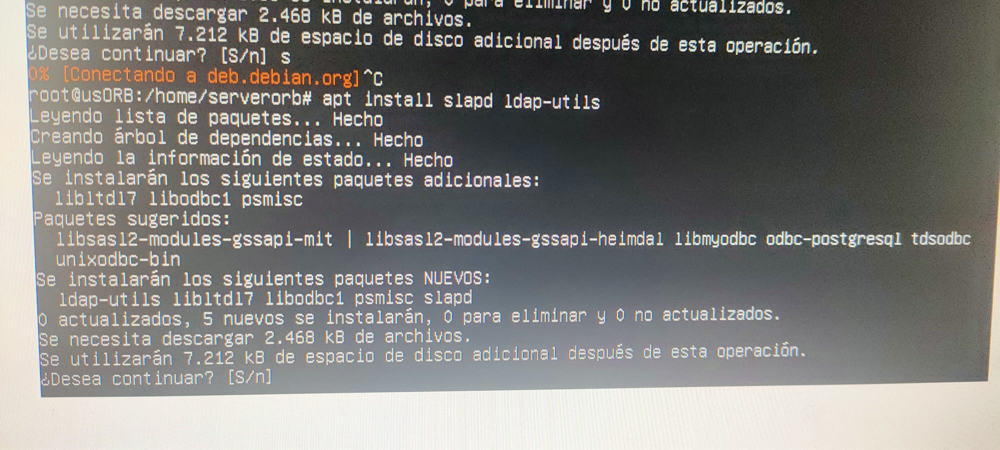 instalarán, 0 para eliminar y 0 no actualizados.
Se necesita descargar 2.468 kB de archivos.
Se utilizarán 7.212 kB de espacio de disco adicional después de esta operación.
¿Desea continuar? [S/n] s
0% [Conectando a deb.debian.org]^C
root@usORB:/home/serverorb# apt install slapd ldap-utils
Leyendo lista de paquetes... Hecho
Creando árbol de dependencias... Hecho
Leyendo la información de estado... Hecho
Se instalarán los siguientes paquetes adicionales:
libltdl7 libodbc1 psmisc
Paquetes sugeridos:
libsasl2-modules-gssapi-mit | libsasl2-modules-gssapi-heimdal libmyodbc odbc-postgresql tdsodbc
unixodbc-bin
Se instalarán los siguientes paquetes NUEVOS:
ldap-utils libltdl7 libodbc1 psmisc slapd
0 actualizados, 5 nuevos se instalarán, 0 para eliminar y 0 no actualizados.
Se necesita descargar 2.468 kB de archivos.
Se utilizarán 7.212 kB de espacio de disco adicional después de esta operación.
¿Desea continuar? [S/n]